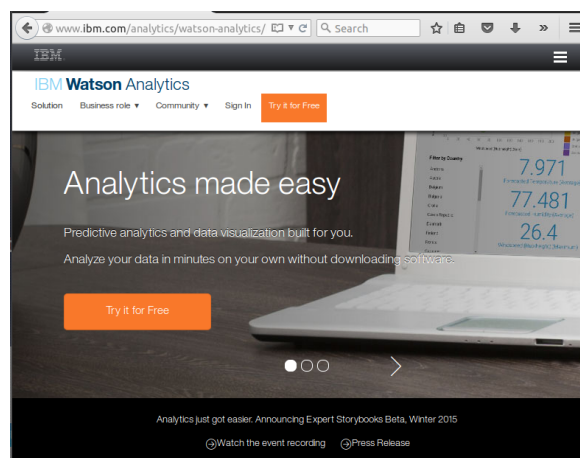 www.ibm.com/analytics/watson-analytics/
Search
IBM
IBM Watson Analytics
Solution Business role ▾ Community ▾ Sign In Try it for Free
Filter by Country
7.971
77.481
26.4
Analytics made easy
Predictive analytics and data visualization built for you.
Analyze your data in minutes on your own without downloading software.
Try it for Free
Analytics just got easier. Announcing Expert Storybooks Beta, Winter 2015
Watch the event recording Press Release